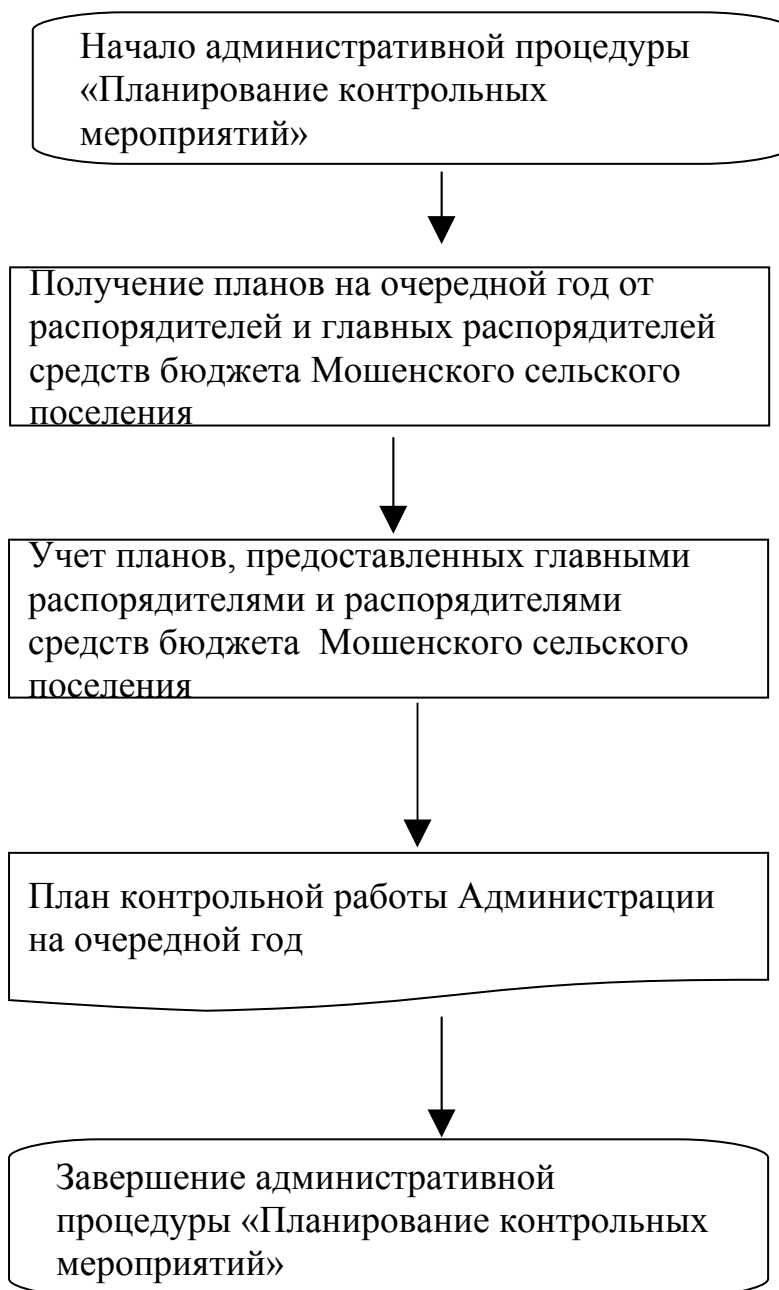 Начало административной процедуры
«Планирование контрольных
мероприятий»
Получение планов на очередной год от
распорядителей и главных распорядителей
средств бюджета Мошенского сельского
поселения
Учет планов, предоставленных главными
распорядителями и распорядителями
средств бюджета  Мошенского сельского
поселения
План контрольной работы Администрации
на очередной год
Завершение административной
процедуры «Планирование контрольных
мероприятий»